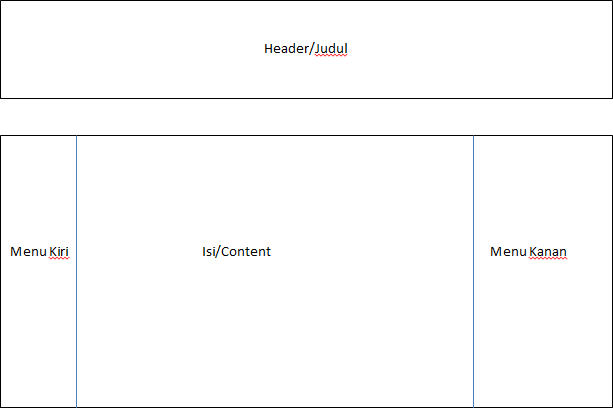 Header/Judul
Menu Kiri
Isi/Content
Menu Kanan